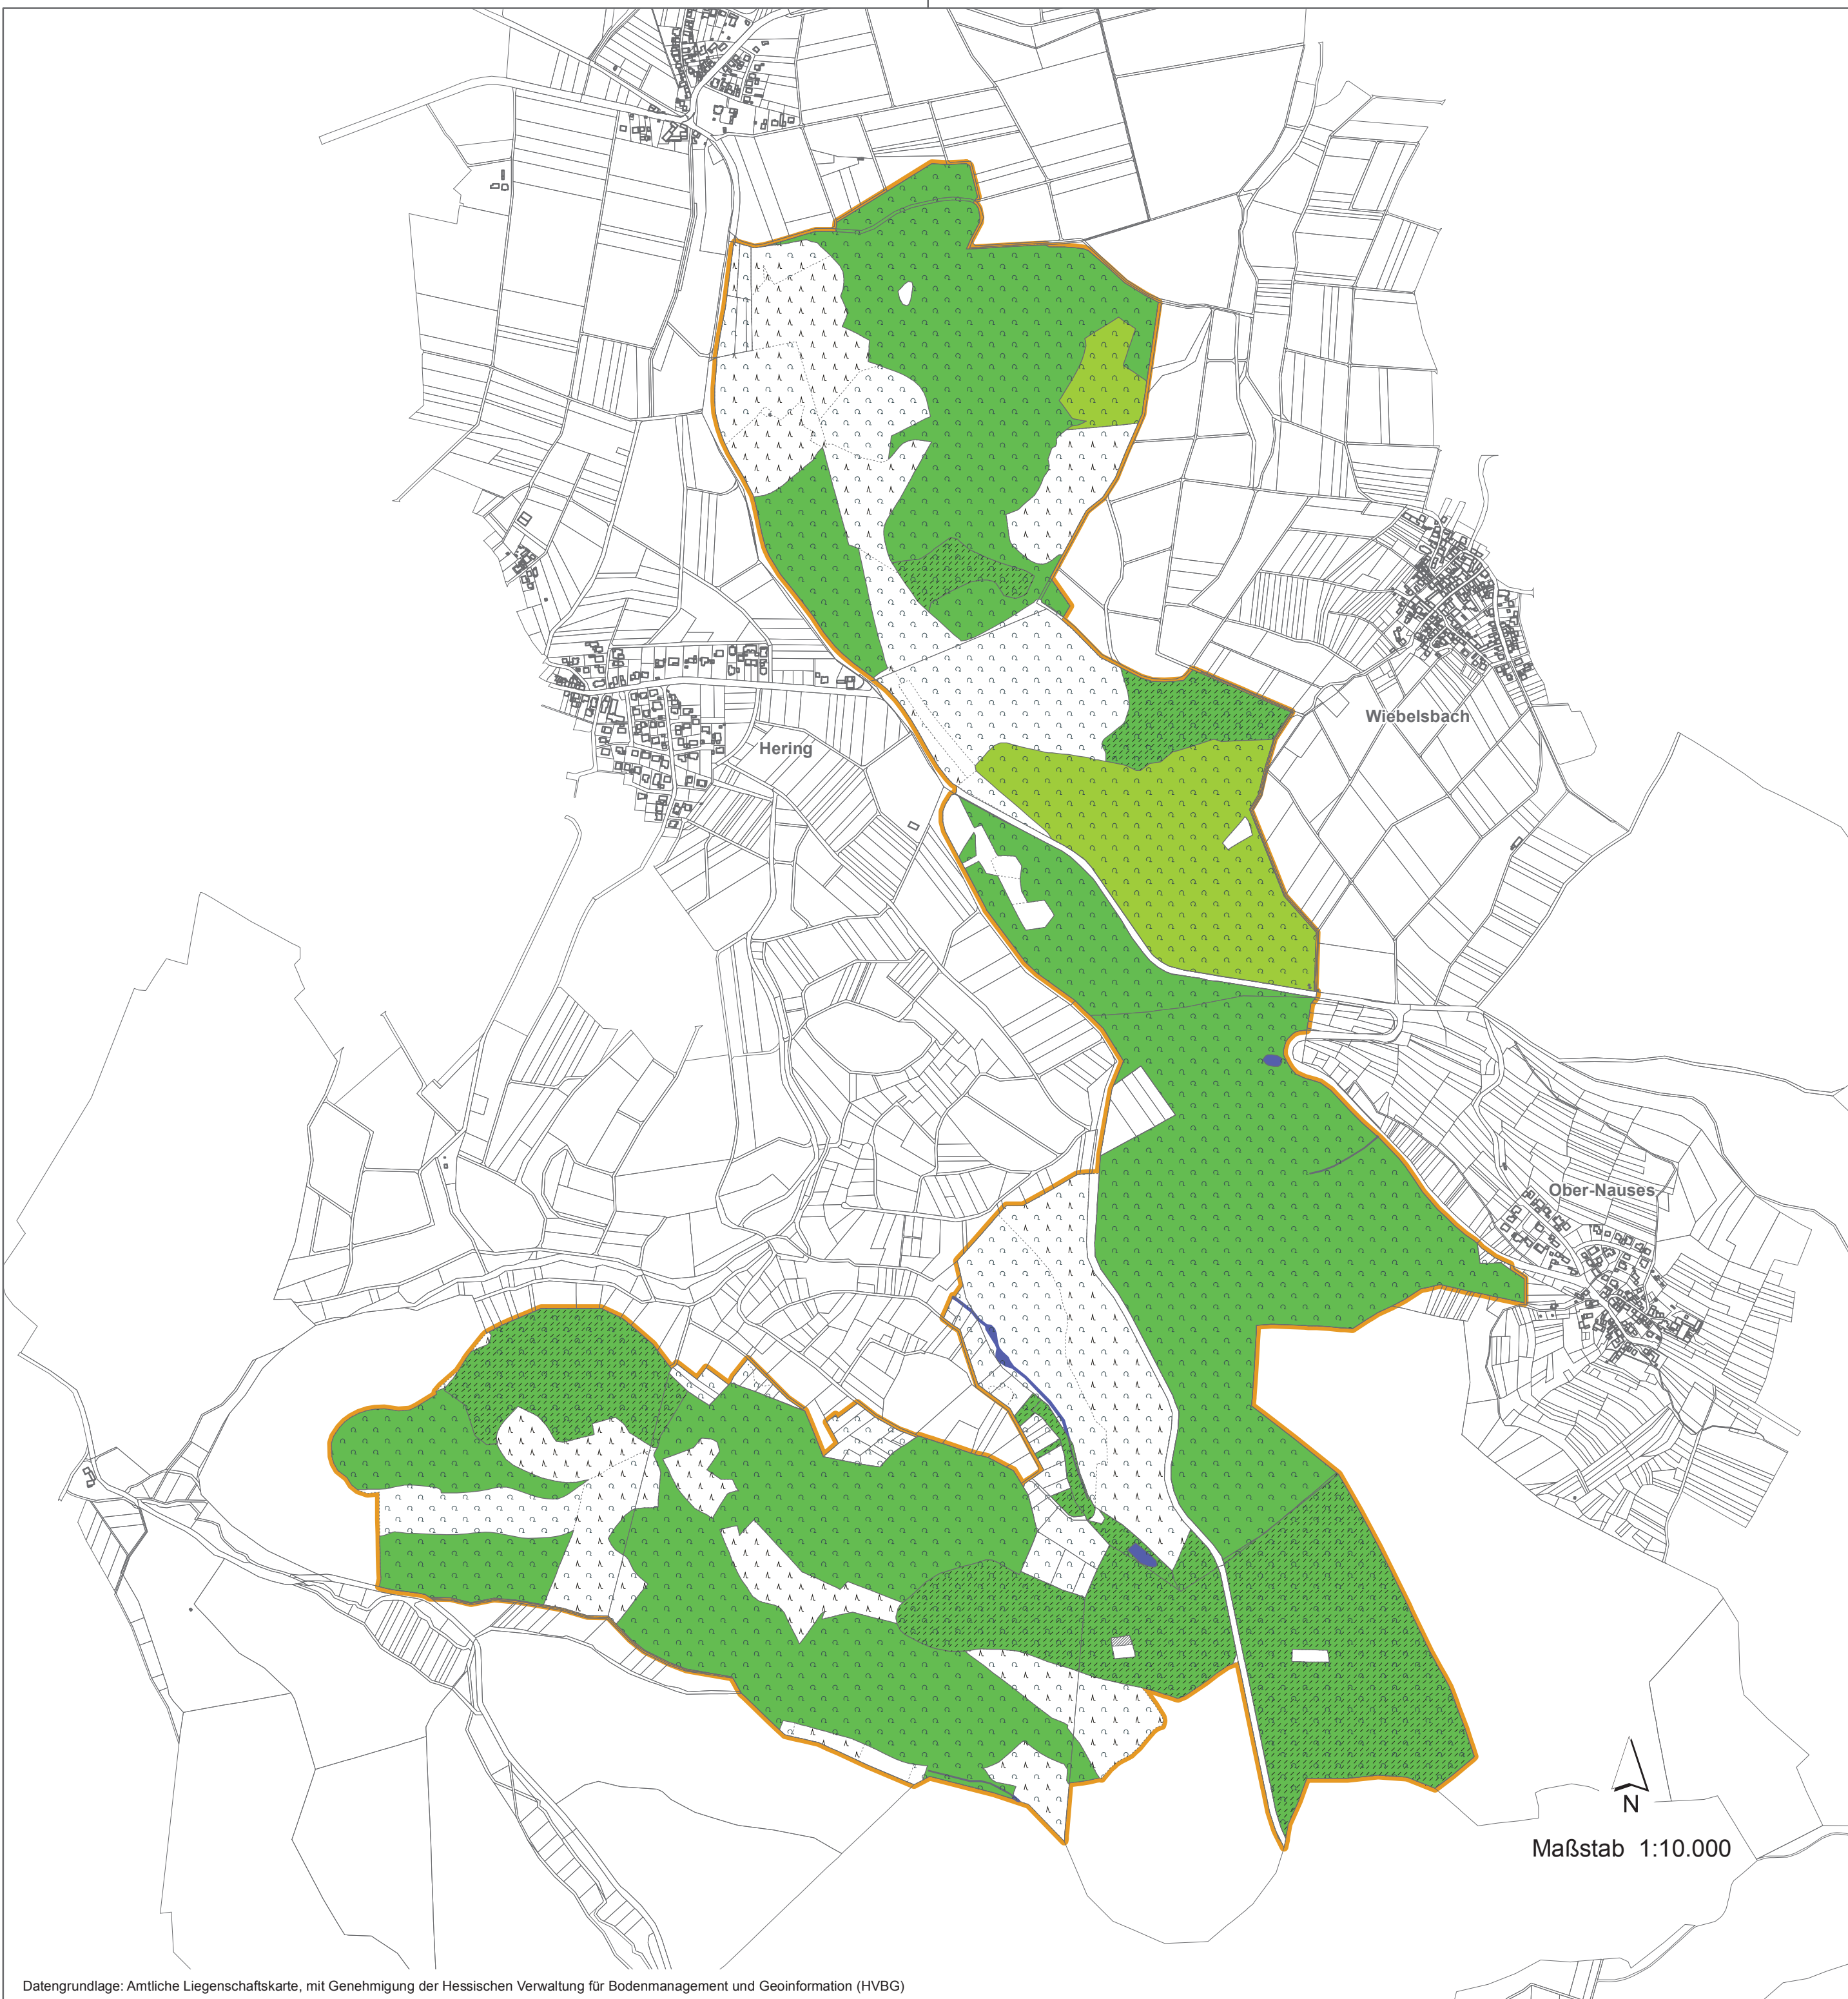 Wiebelsbach
Hering
Ober-Nauses
N
Maßstab 1:10.000
Datengrundlage: Amtliche Liegenschaftskarte, mit Genehmigung der Hessischen Verwaltung für Bodenmanagement und Geoinformation (HVBG)